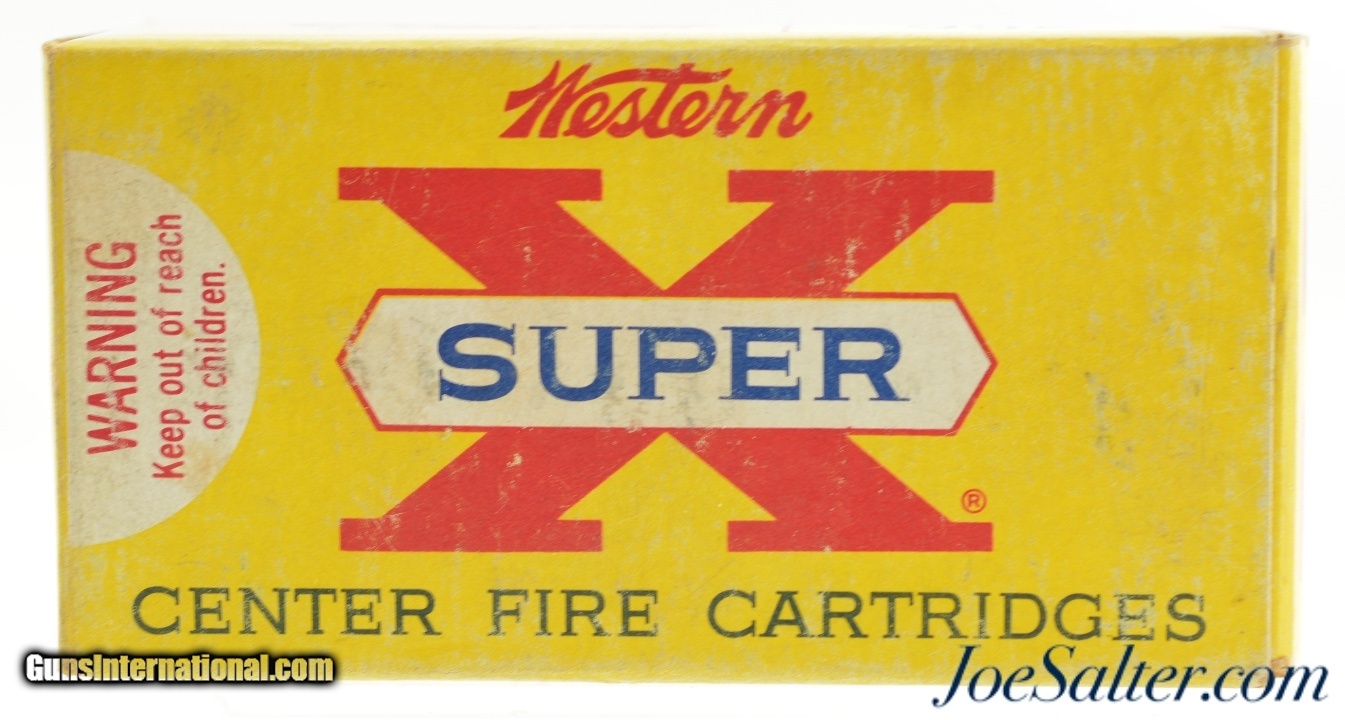 Western
X
SUPER
®
CENTER FIRE CARTRIDGES
WARNING
Keep out of reach
of children.
GunsInternational.com
JoeSalter.com